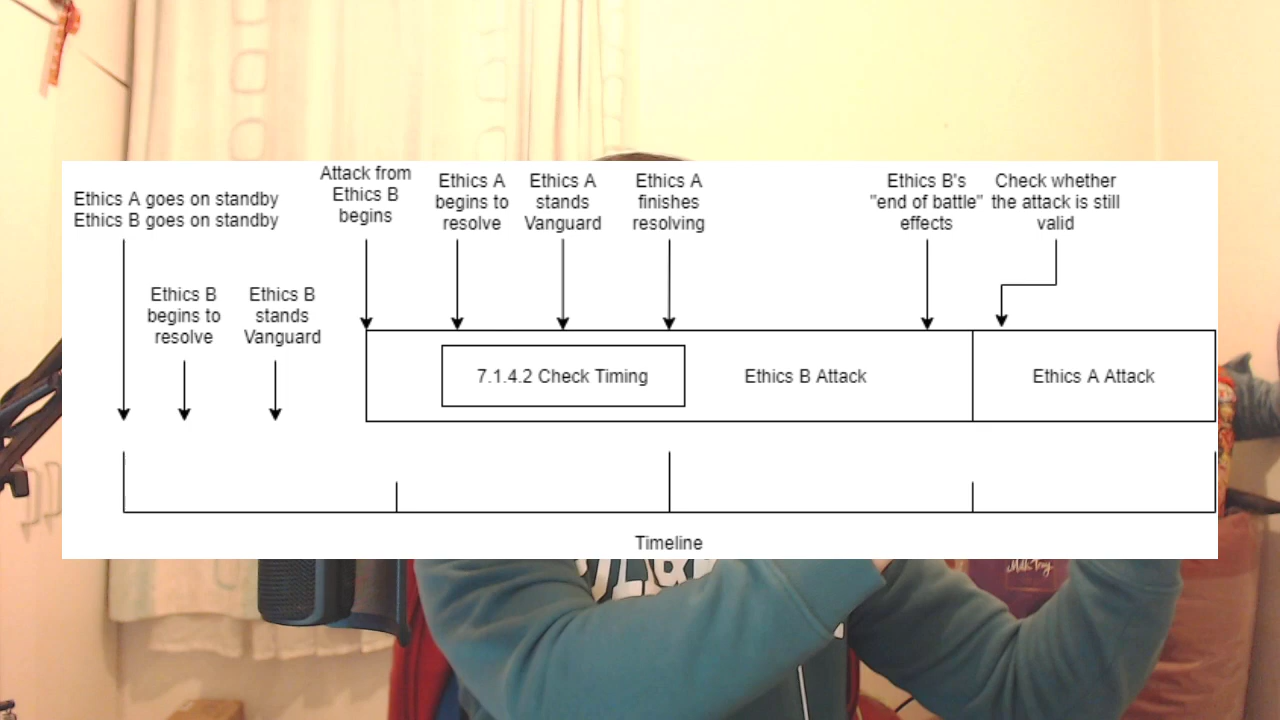 Ethics A goes on standby
Ethics B goes on standby
Ethics B
begins to
resolve
Ethics B
stands
Vanguard
Attack from
Ethics B
begins
Ethics A
begins to
resolve
Ethics A
stands
Vanguard
Ethics A
finishes
resolving
Ethics B's
"end of battle"
effects
Check whether
the attack is still
valid
7.1.4.2 Check Timing
Ethics B Attack
Ethics A Attack
Timeline
Milk Tray